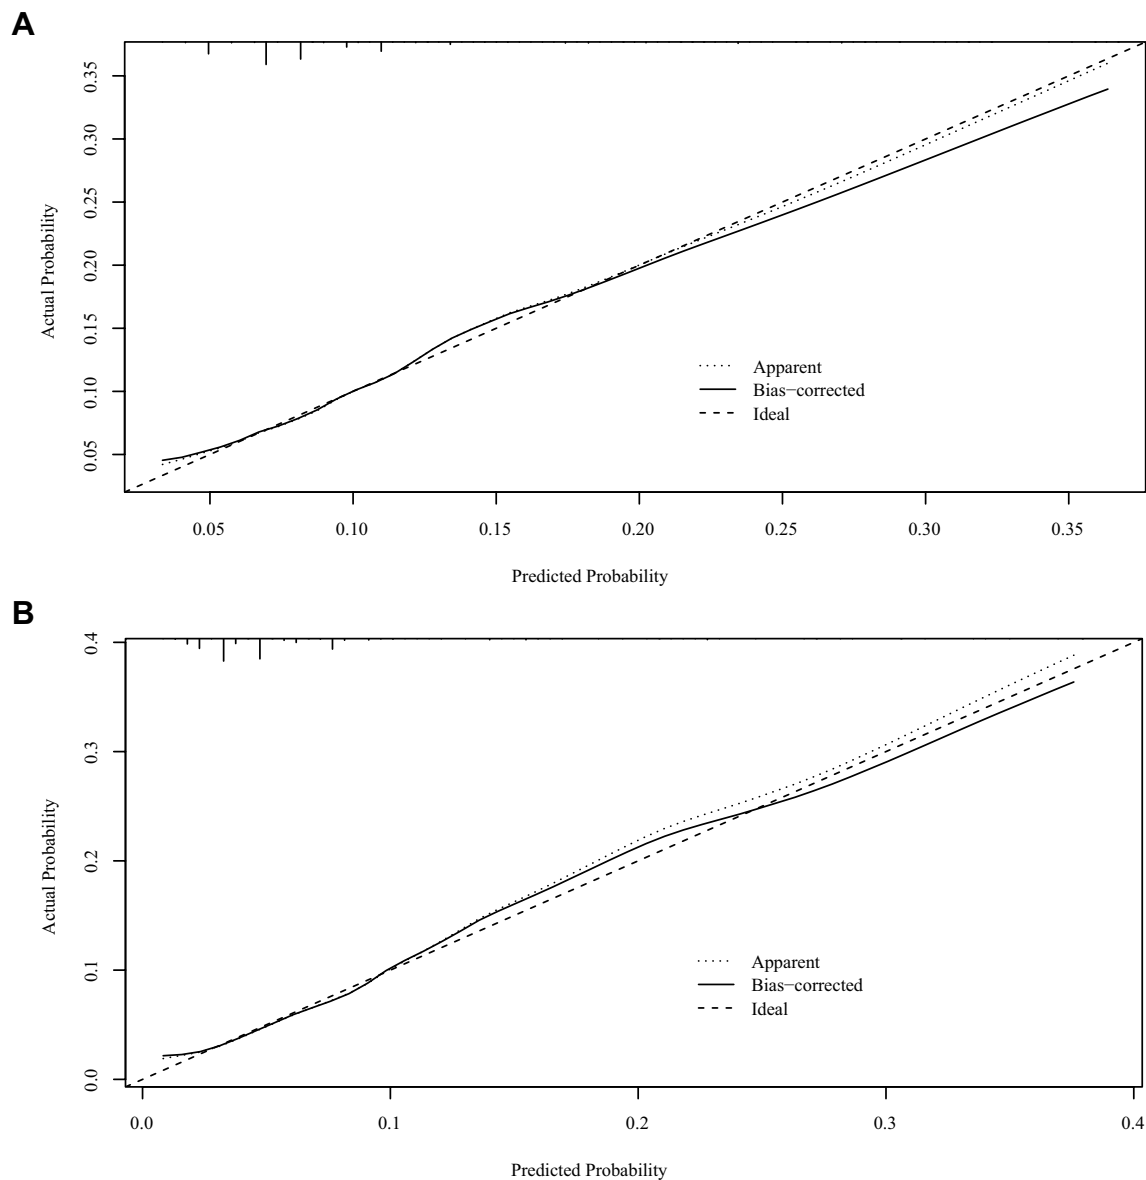 A
0.35
0.30
0.25
0.20
0.15
0.10
0.05
Actual Probability
Apparent
Bias−corrected
Ideal
0.05 0.10 0.15 0.20 0.25 0.30 0.35
Predicted Probability
B
0.4
0.3
0.2
0.1
0.0
Actual Probability
Apparent
Bias−corrected
Ideal
0.0 0.1 0.2 0.3 0.4
Predicted Probability